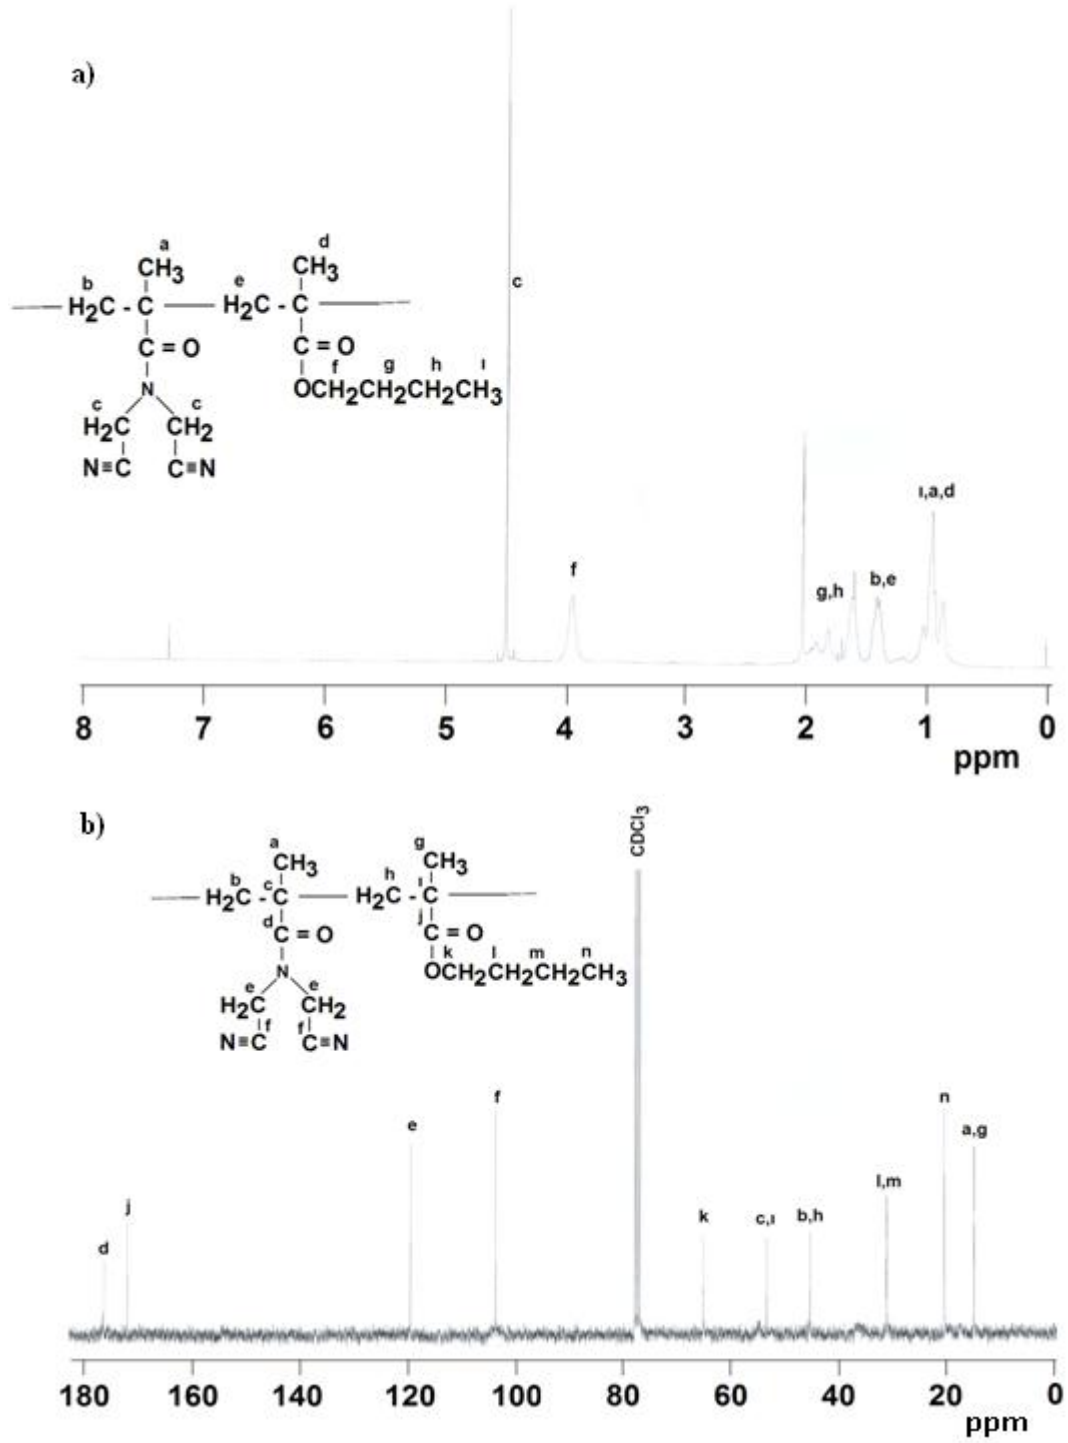 a)
a
d
CH3
CH3
b
e
H2C-C
H2C-C
C=O
C=O
N
f
g
h
ı
OCH2CH2CH2CH3
c
c
H2C
CH2
N≡C
C≡N
c
f
g,h
b,e
ı,a,d
8 7 6 5 4 3 2 1 0
ppm
b)
CDCl3
a
g
CH3
CH3
b
c
h
ı
H2C-C
H2C-C
d
j
C=O
C=O
N
k
l
m
n
OCH2CH2CH2CH3
e
e
H2C
CH2
f
f
N≡C
C≡N
d
j
e
f
k
c,ı
b,h
l,m
n
a,g
180 160 140 120 100 80 60 40 20 0
ppm